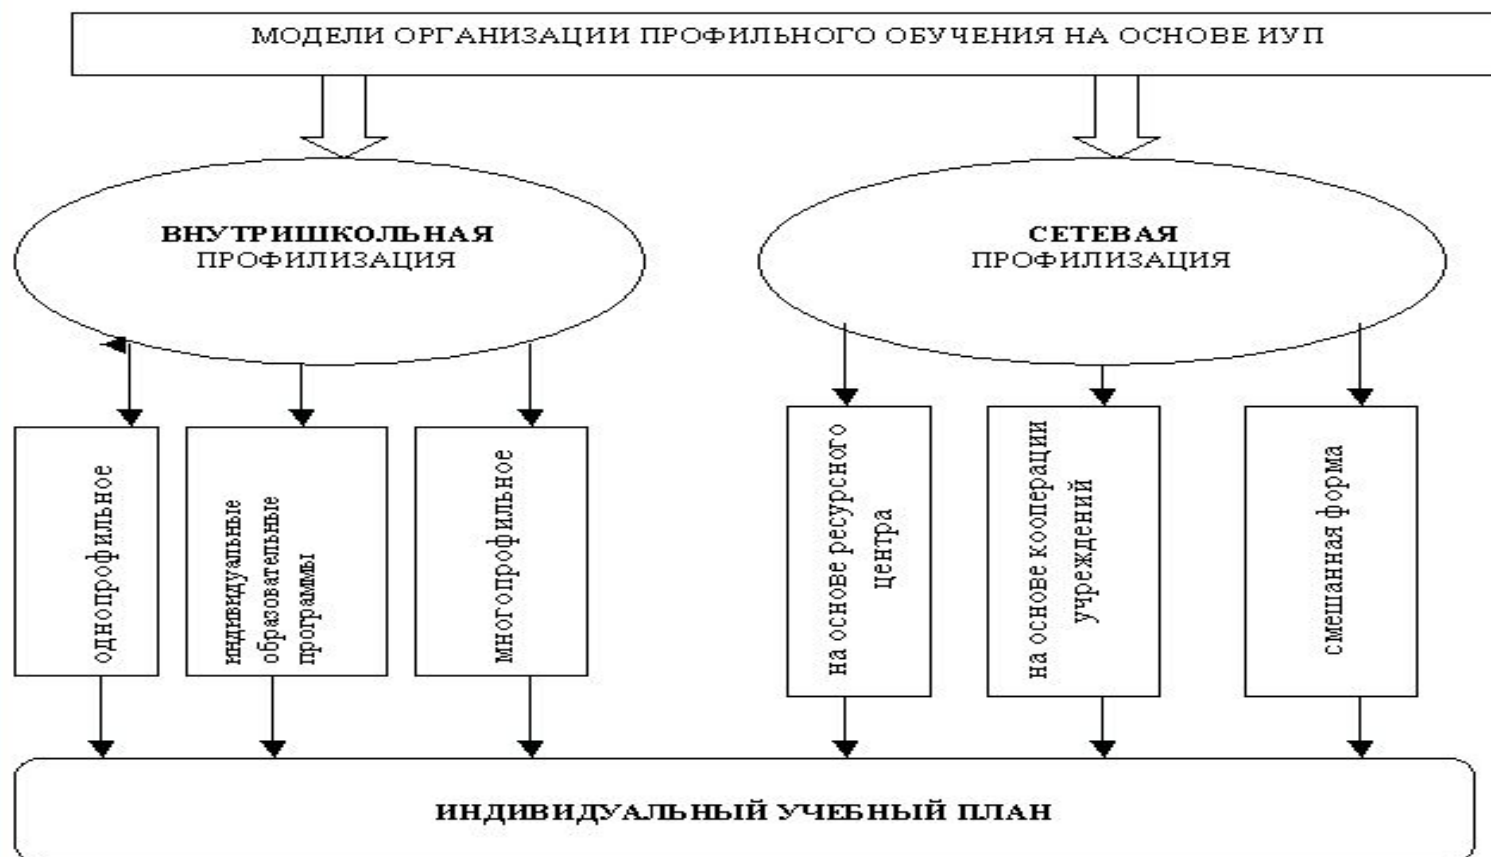 МОДЕЛИ ОРГАНИЗАЦИИ ПРОФИЛЬНОГО ОБУЧЕНИЯ НА ОСНОВЕ ИУП
ВНУТРИШКОЛЬНАЯ
ПРОФИЛИЗАЦИЯ
СЕТЕВАЯ
ПРОФИЛИЗАЦИЯ
однопрофильное
индивидуальные
образовательные
программы
многопрофильное
на основе ресурсного
центра
на основе кооперации
учреждений
смешанная форма
ИНДИВИДУАЛЬНЫЙ УЧЕБНЫЙ ПЛАН